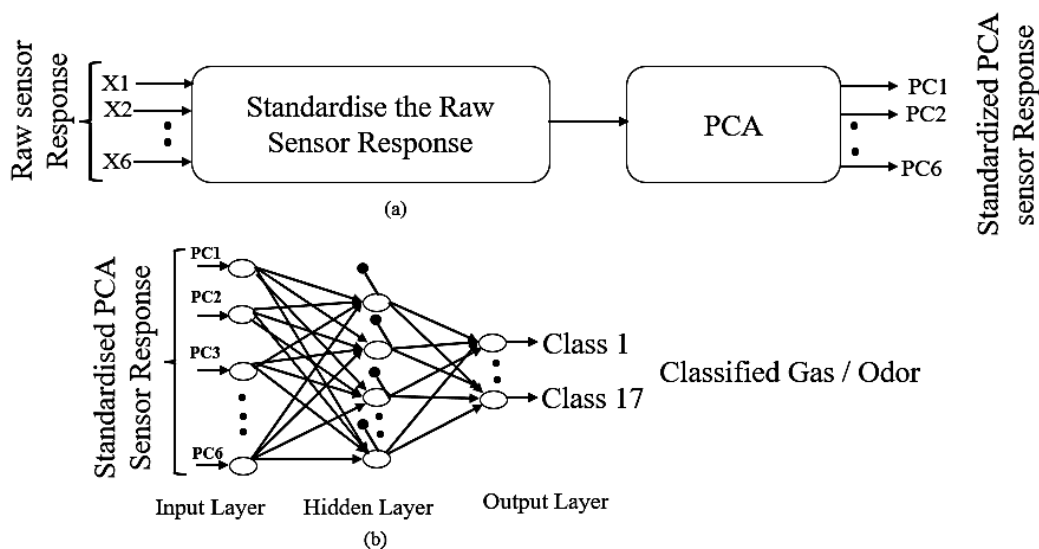 Raw sensor
Response
X1
X2
X6
Standardise the Raw
Sensor Response
PCA
PC1
PC2
PC6
Standardized PCA
sensor Response
(a)
Standardised PCA
Sensor Response
PC1
PC2
PC3
PC6
Class 1
Class 17
Classified Gas / Odor
Input Layer
Hidden Layer
Output Layer
(b)